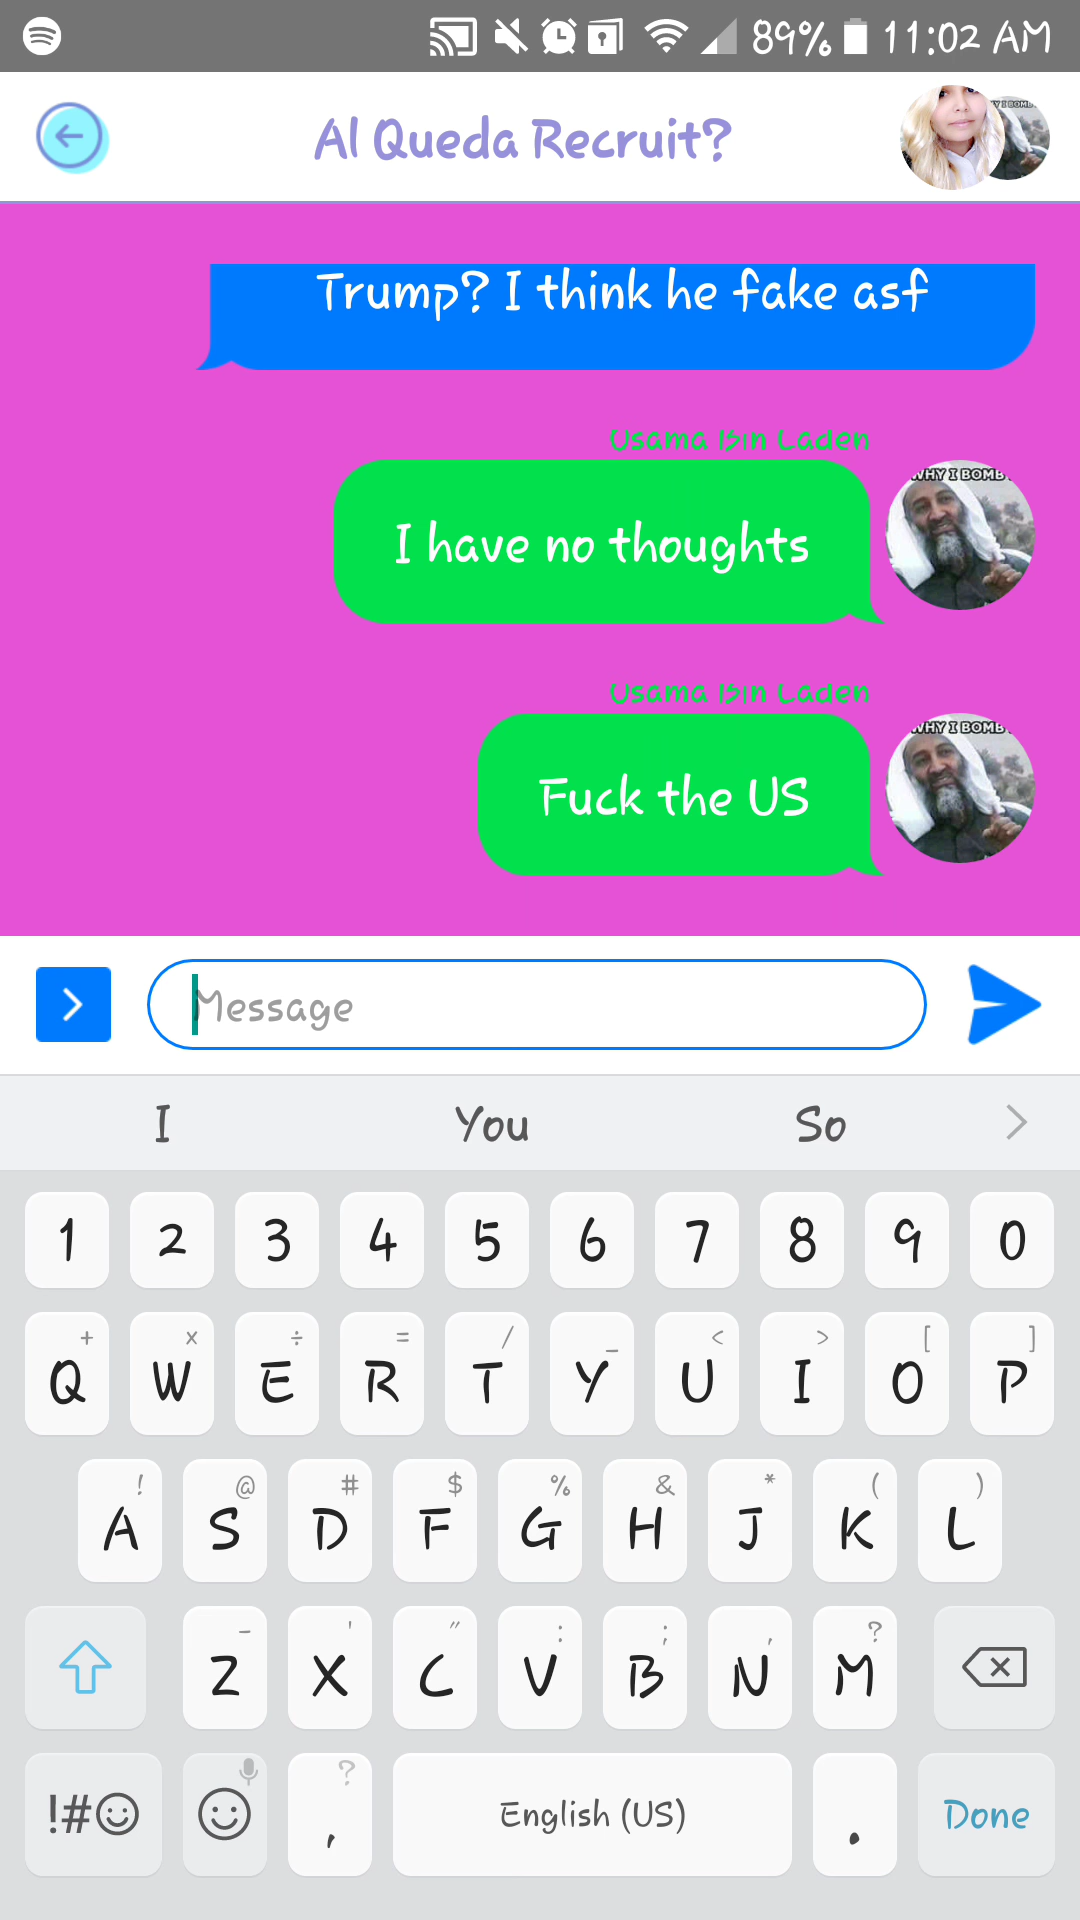 89% 11:02 AM
Al Queda Recruit?
Trump? I think he fake asf
Usama Bin Laden
WHY I BOMB
I have no thoughts
Usama Bin Laden
WHY I BOMB
Fuck the US
Message
I You So
1 2 3 4 5 6 7 8 9 0
+ × ÷ = / _ < > [ ]
Q W E R T Y U I O P
! @ # $ % & * ( )
A S D F G H J K L
- ' " : ; , ?
Z X C V B N M
?
!#☺ , English (US) . Done